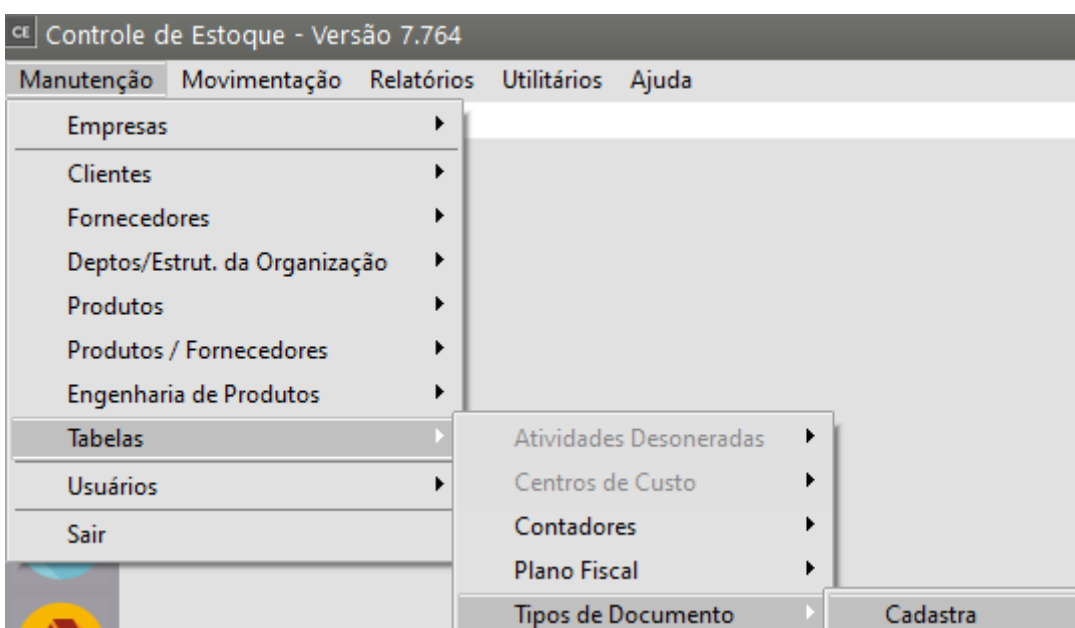 CE Controle de Estoque - Versão 7.764
Manutenção Movimentação Relatórios Utilitários Ajuda
Empresas
Clientes
Fornecedores
Deptos/Estrut. da Organização
Produtos
Produtos / Fornecedores
Engenharia de Produtos
Tabelas
Usuários
Sair
Atividades Desoneradas
Centros de Custo
Contadores
Plano Fiscal
Tipos de Documento
Cadastra